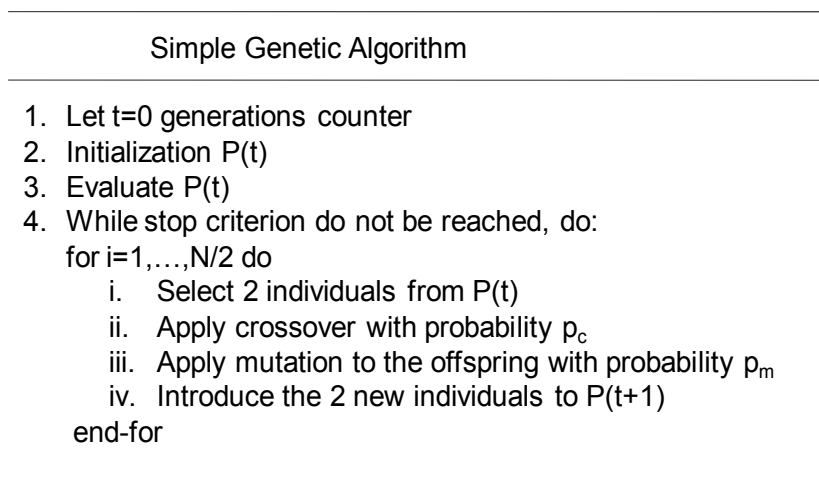 Simple Genetic Algorithm
1. Let t=0 generations counter
2. Initialization P(t)
3. Evaluate P(t)
4. While stop criterion do not be reached, do:
for i=1,…,N/2 do
i. Select 2 individuals from P(t)
ii. Apply crossover with probability pc
iii. Apply mutation to the offspring with probability pm
iv. Introduce the 2 new individuals to P(t+1)
end-for